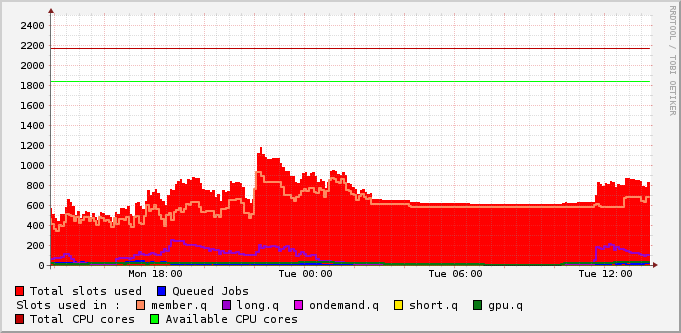 RRDTOOL / TOBI OETIKER
2400
2200
2000
1800
1600
1400
1200
1000
800
600
400
200
0
Mon 18:00 Tue 00:00 Tue 06:00 Tue 12:00
Total slots used Queued Jobs
Slots used in : member.q long.q ondemand.q short.q gpu.q
Total CPU cores Available CPU cores